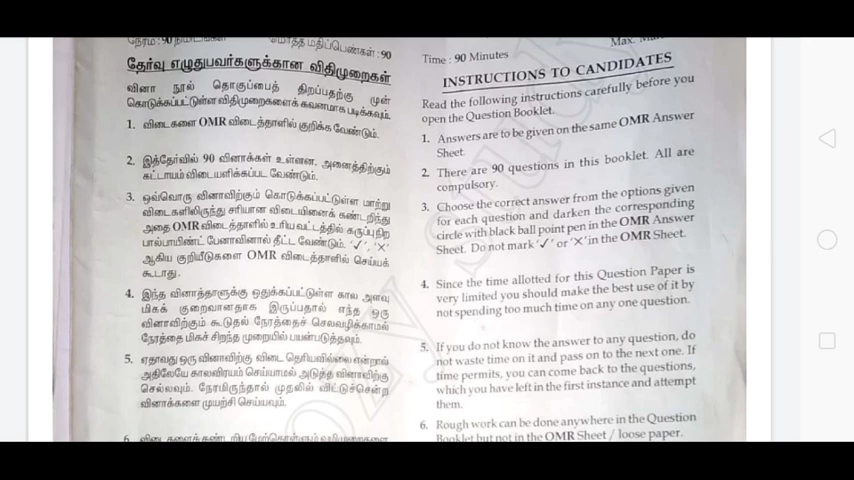 நேரம் : 90 நிமிடங்கள்
மொத்த மதிப்பெண்கள் : 90
தேர்வு எழுதுபவர்களுக்கான விதிமுறைகள்
வினா நூல் தொகுப்பைத் திறப்பதற்கு முன்
கொடுக்கப்பட்டுள்ள விதிமுறைகளைக் கவனமாக படிக்கவும்.
1. விடைகளை OMR விடைத்தாளில் குறிக்க வேண்டும்.
2. இத்தேர்வில் 90 வினாக்கள் உள்ளன. அனைத்திற்கும்
கட்டாயம் விடையளிக்கப்பட வேண்டும்.
3. ஒவ்வொரு வினாவிற்கும் கொடுக்கப்பட்டுள்ள மாற்று
விடைகளிலிருந்து சரியான விடையினைக் கண்டறிந்து
அதை OMR விடைத்தாளில் உரிய வட்டத்தில் கருப்புநிற
பால்பாயிண்ட் பேனாவினால் தீட்ட வேண்டும். '✓', '✕'
ஆகிய குறியீடுகளை OMR விடைத்தாளில் செய்யக்
கூடாது.
4. இந்த வினாத்தாளுக்கு ஒதுக்கப்பட்டுள்ள கால அளவு
மிகக் குறைவானதாக இருப்பதால் எந்த ஒரு
வினாவிற்கும் கூடுதல் நேரத்தைச் செலவழிக்காமல்
நேரத்தை மிகச் சிறந்த முறையில் பயன்படுத்தவும்.
5. ஏதாவது ஒரு வினாவிற்கு விடை தெரியவில்லை என்றால்
அதிலேயே காலவிரயம் செய்யாமல் அடுத்த வினாவிற்கு
செல்லவும். நேரமிருந்தால் முதலில் விட்டுச்சென்ற
வினாக்களை முயற்சி செய்யவும்.
6. விடைகளைக் கண்டறிய
Time : 90 Minutes
Max.
INSTRUCTIONS TO CANDIDATES
Read the following instructions carefully before you
open the Question Booklet.
1. Answers are to be given on the same OMR Answer
Sheet.
2. There are 90 questions in this booklet. All are
compulsory.
3. Choose the correct answer from the options given
for each question and darken the corresponding
circle with black ball point pen in the OMR Answer
Sheet. Do not mark '✓' or '✕' in the OMR Sheet.
4. Since the time allotted for this Question Paper is
very limited you should make the best use of it by
not spending too much time on any one question.
5. If you do not know the answer to any question, do
not waste time on it and pass on to the next one. If
time permits, you can come back to the questions,
which you have left in the first instance and attempt
them.
6. Rough work can be done anywhere in the Question
Booklet but not in the OMR Sheet / loose paper.